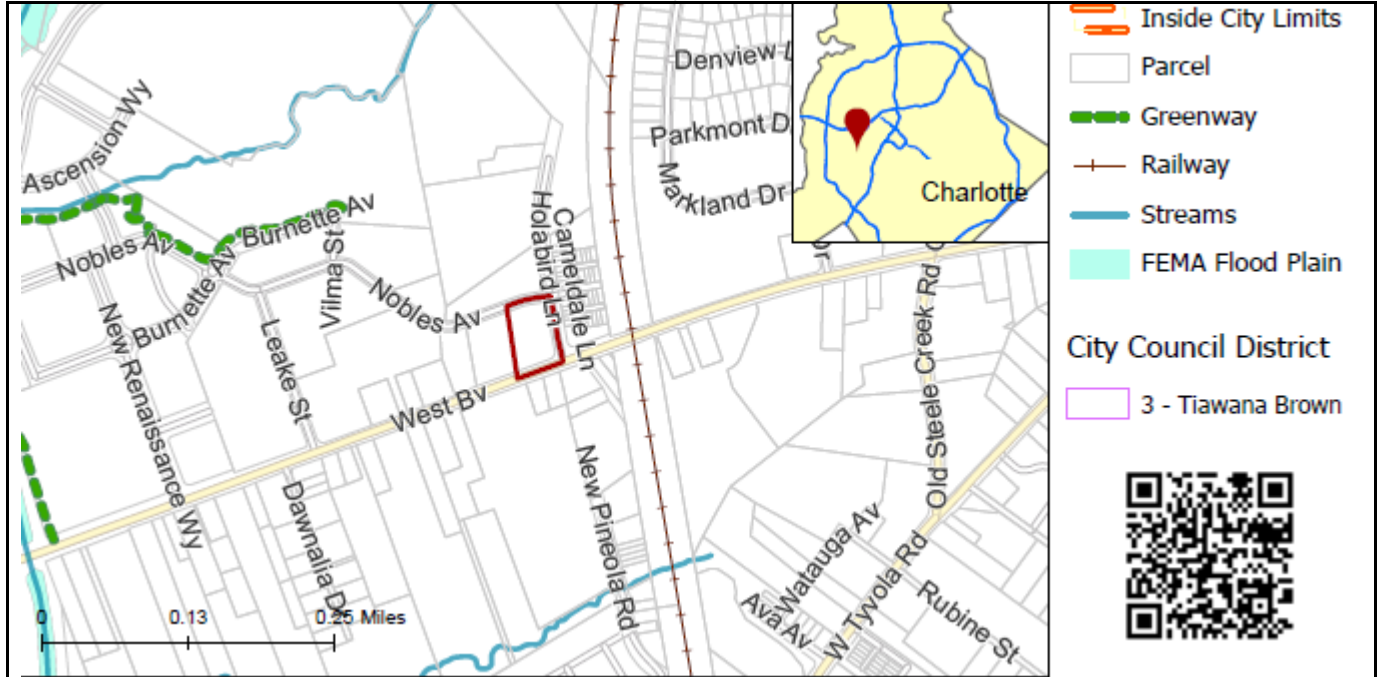 Inside City Limits
Parcel
Greenway
Railway
Streams
FEMA Flood Plain
City Council District
3 - Tiawana Brown
Charlotte
Denview
Parkmont D
Markland Dr
Dr
Ascension Wy
Nobles Av
Burnette Av
Burnette Av
Vilma St
Nobles Av
Holabird Ln
Cameldale Ln
New Renaissance Wy
Leake St
West Bv
Dawnalia D
New Pineola Rd
Old Steele Creek Rd
Watauga Av
Ava Av
W Tyvola Rd
Rubine St
0
0.13
0.25 Miles